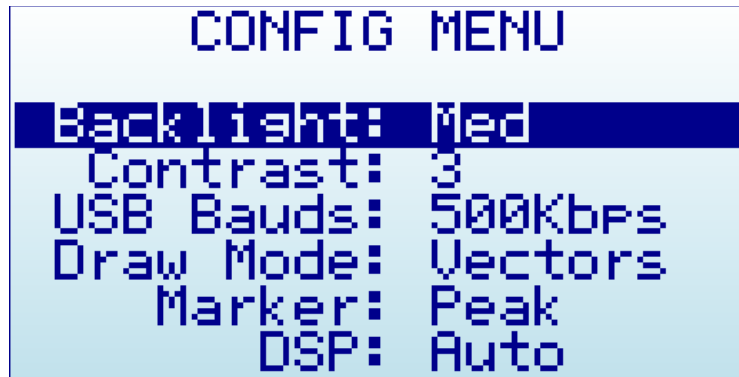 CONFIG MENU
Backlight: Med
Contrast: 3
USB Bauds: 500Kbps
Draw Mode: Vectors
Marker: Peak
DSP: Auto